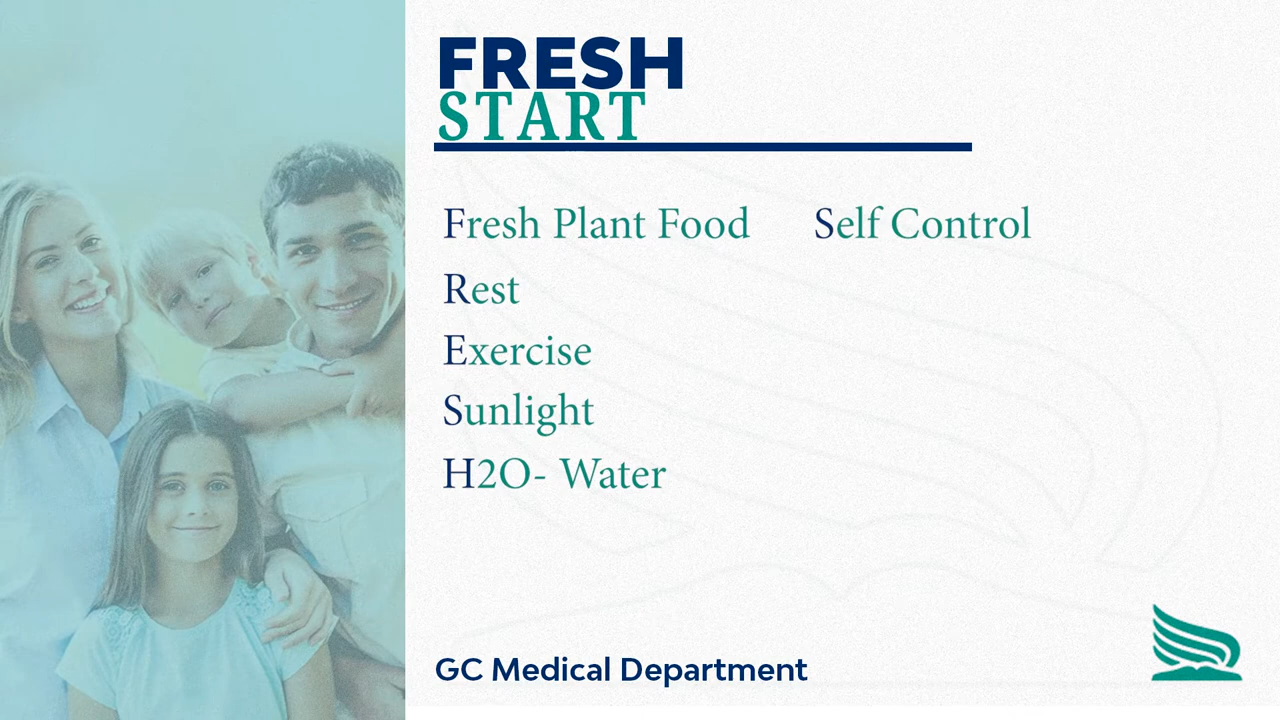 FRESH
START
Fresh Plant Food
Rest
Exercise
Sunlight
H2O- Water
Self Control
GC Medical Department